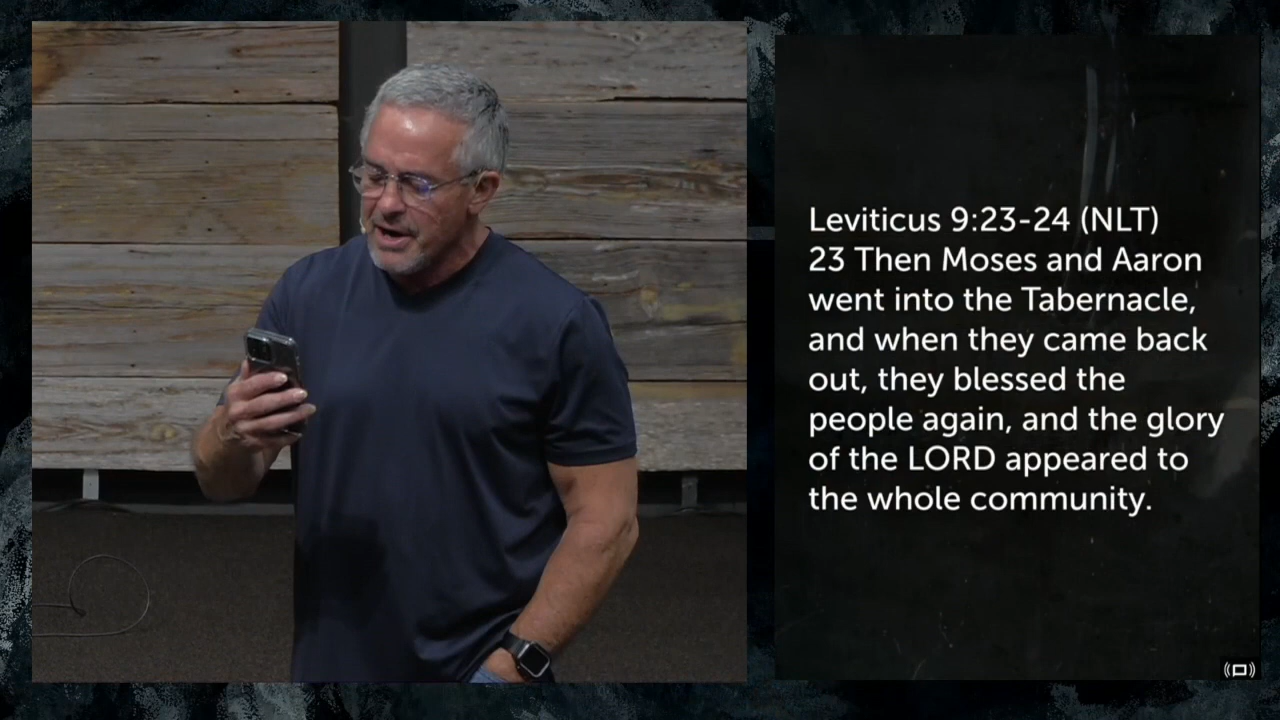 Leviticus 9:23-24 (NLT)
23 Then Moses and Aaron
went into the Tabernacle,
and when they came back
out, they blessed the
people again, and the glory
of the LORD appeared to
the whole community.